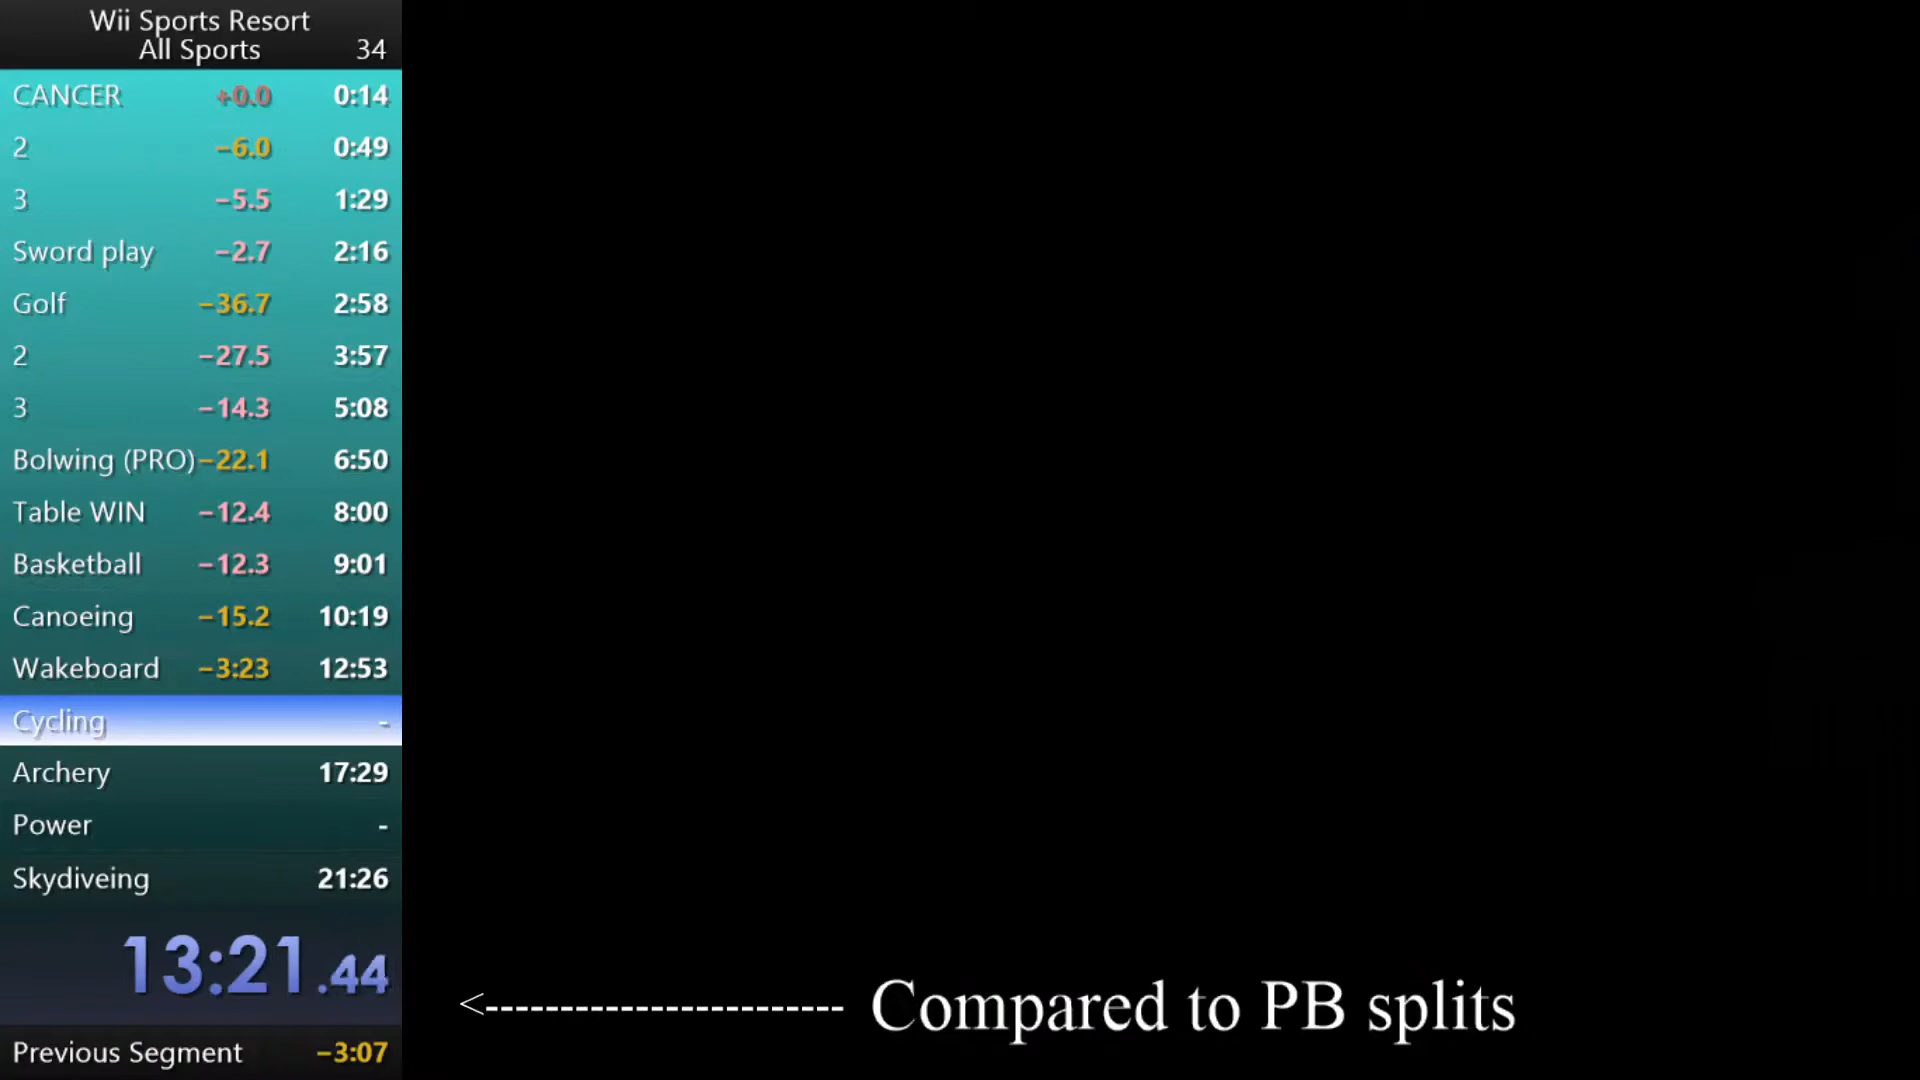 Wii Sports Resort
All Sports 34
CANCER +0.0 0:14
2 −6.0 0:49
3 −5.5 1:29
Sword play −2.7 2:16
Golf −36.7 2:58
2 −27.5 3:57
3 −14.3 5:08
Bolwing (PRO) −22.1 6:50
Table WIN −12.4 8:00
Basketball −12.3 9:01
Canoeing −15.2 10:19
Wakeboard −3:23 12:53
Cycling -
Archery 17:29
Power -
Skydiveing 21:26
13:21.44
<---------------------- Compared to PB splits
Previous Segment −3:07